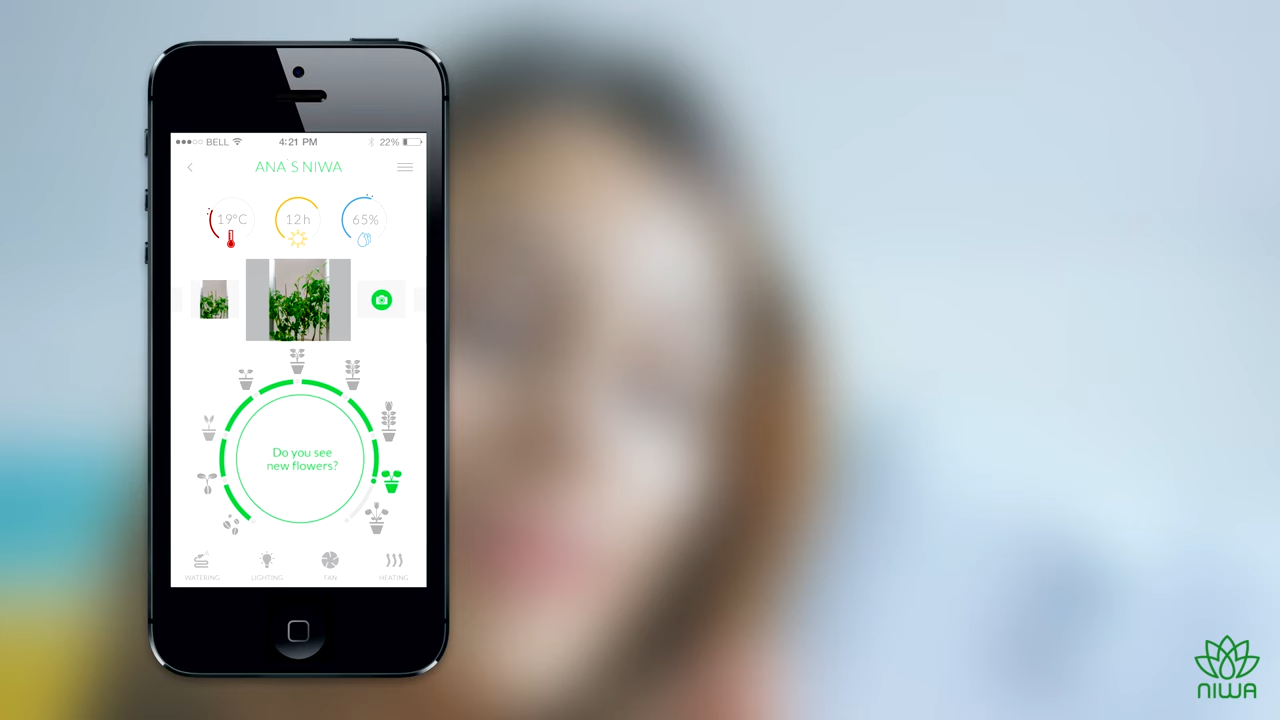 BELL 4:21 PM 22%
ANA´S NIWA
19°C 12h 65%
Do you see
new flowers?
WATERING LIGHTING FAN HEATING
NIWA